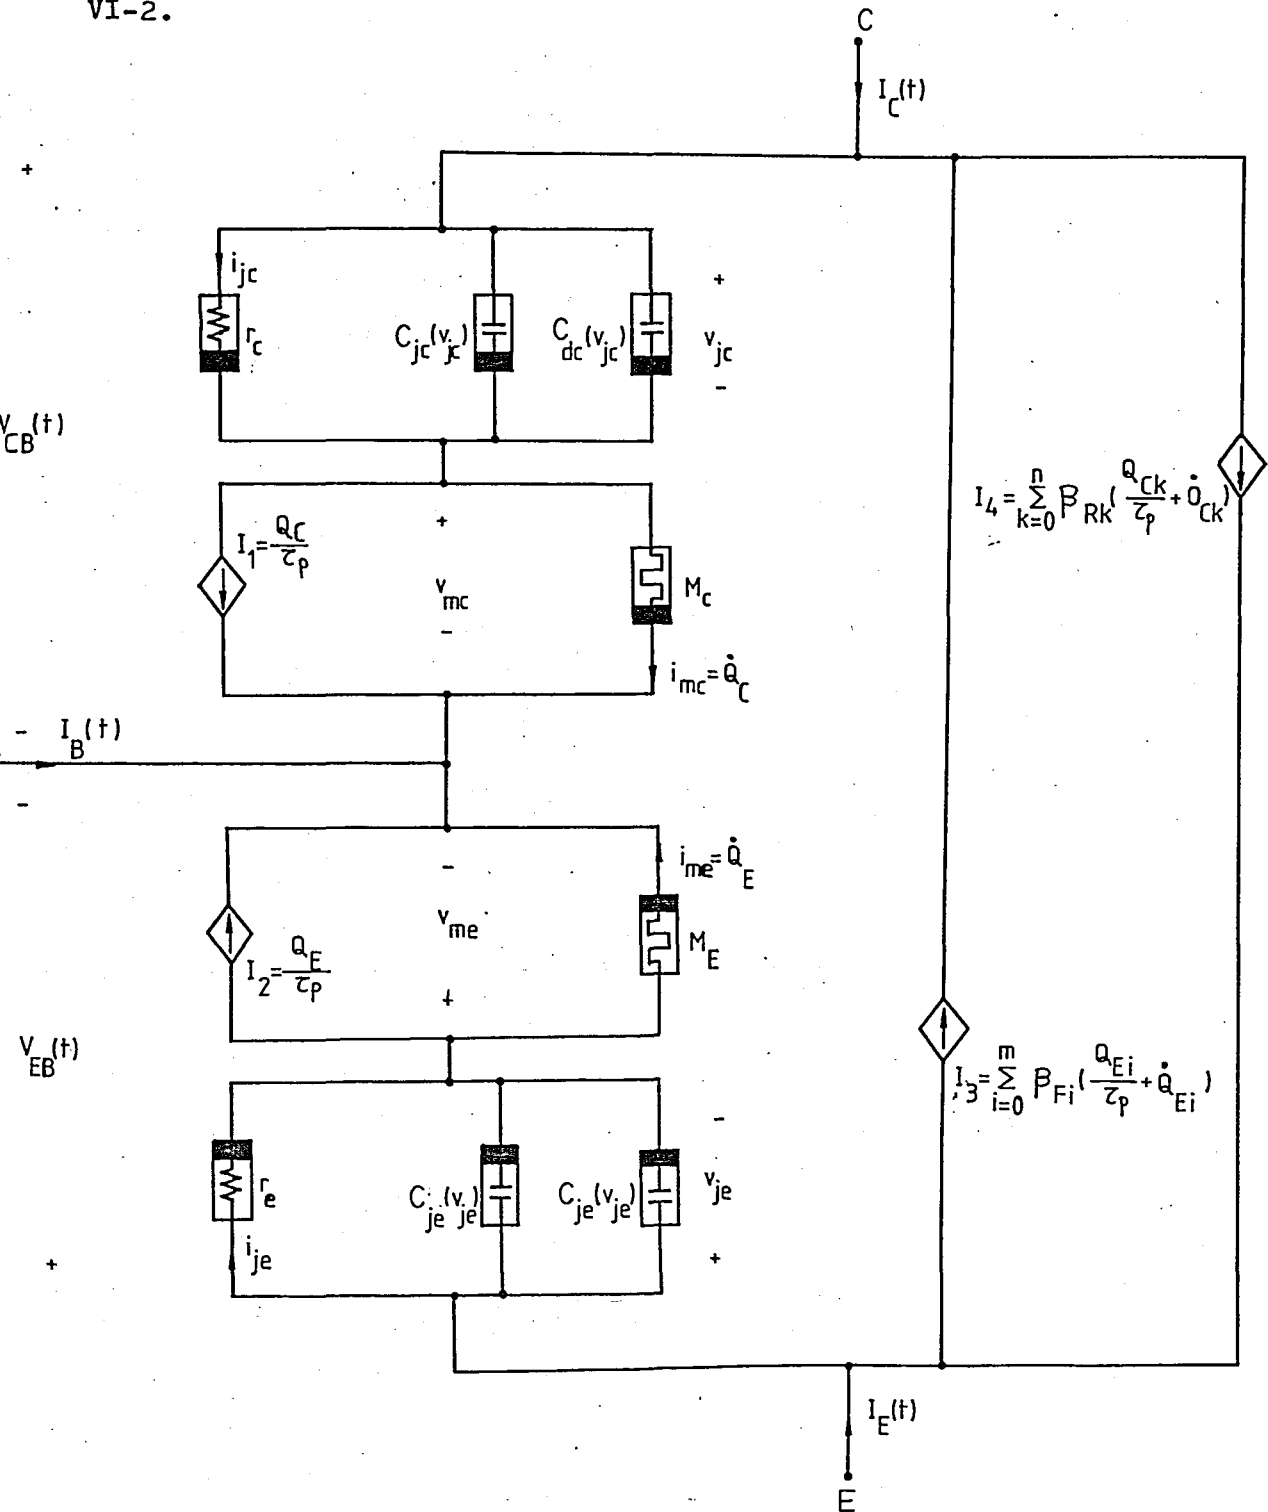 VI-2.
C
I_C(t)
+
i_jc
r_c
C_jc(v_jc)
C_dc(v_jc)
+
v_jc
-
V_CB(t)
I_1 = Q_C/τ_p
+
v_mc
-
M_C
i_mc = Q̇_C
I_4 = Σ_{k=0}^{n} β_Rk(Q_Ck/τ_p + Q̇_Ck)
-
I_B(t)
-
-
v_me
+
i_me = Q̇_E
M_E
I_2 = Q_E/τ_p
V_EB(t)
I_3 = Σ_{i=0}^{m} β_Fi(Q_Ei/τ_p + Q̇_Ei)
r_e
C_je(v_je)
C_je(v_je)
-
v_je
+
i_je
+
I_E(t)
E